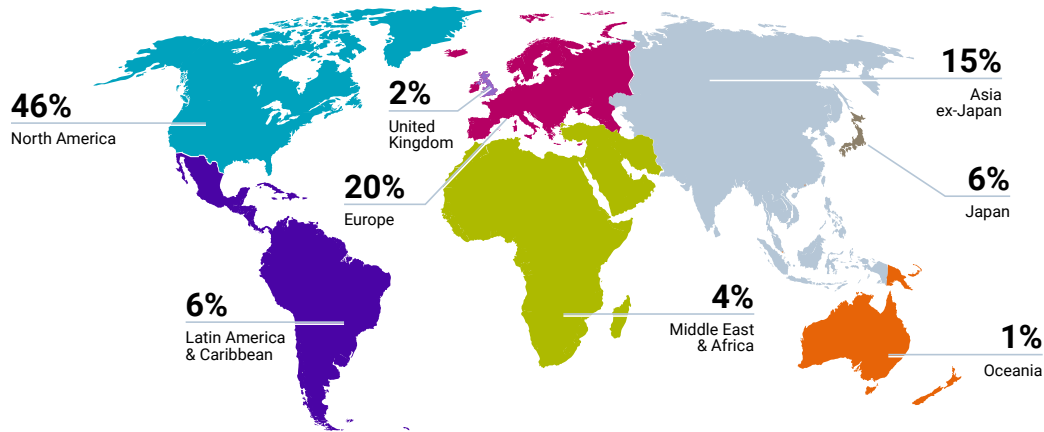 46%
North America
2%
United
Kingdom
20%
Europe
6%
Latin America
& Caribbean
4%
Middle East
& Africa
15%
Asia
ex-Japan
6%
Japan
1%
Oceania